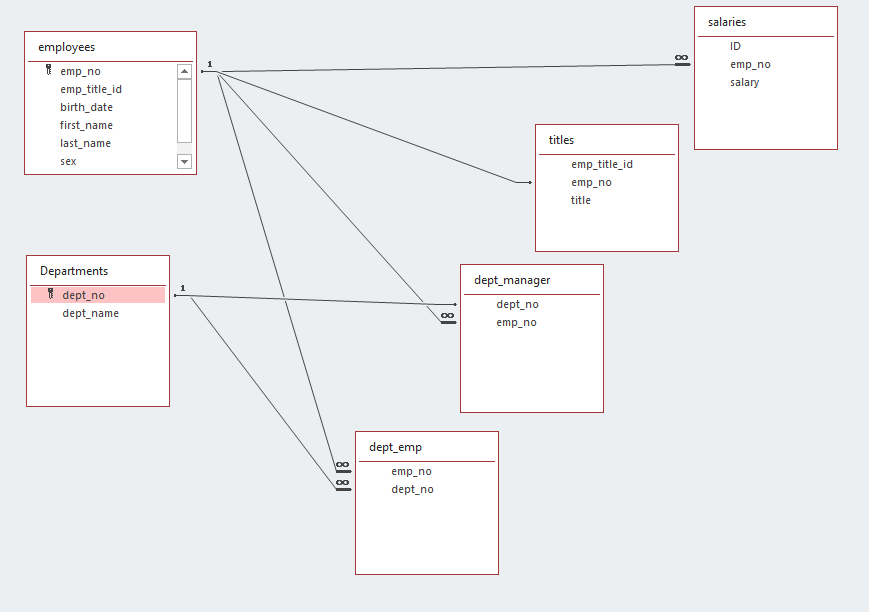 employees
emp_no
emp_title_id
birth_date
first_name
last_name
sex
1
∞
salaries
ID
emp_no
salary
titles
emp_title_id
emp_no
title
Departments
dept_no
dept_name
1
dept_manager
dept_no
emp_no
∞
dept_emp
emp_no
dept_no
∞
∞